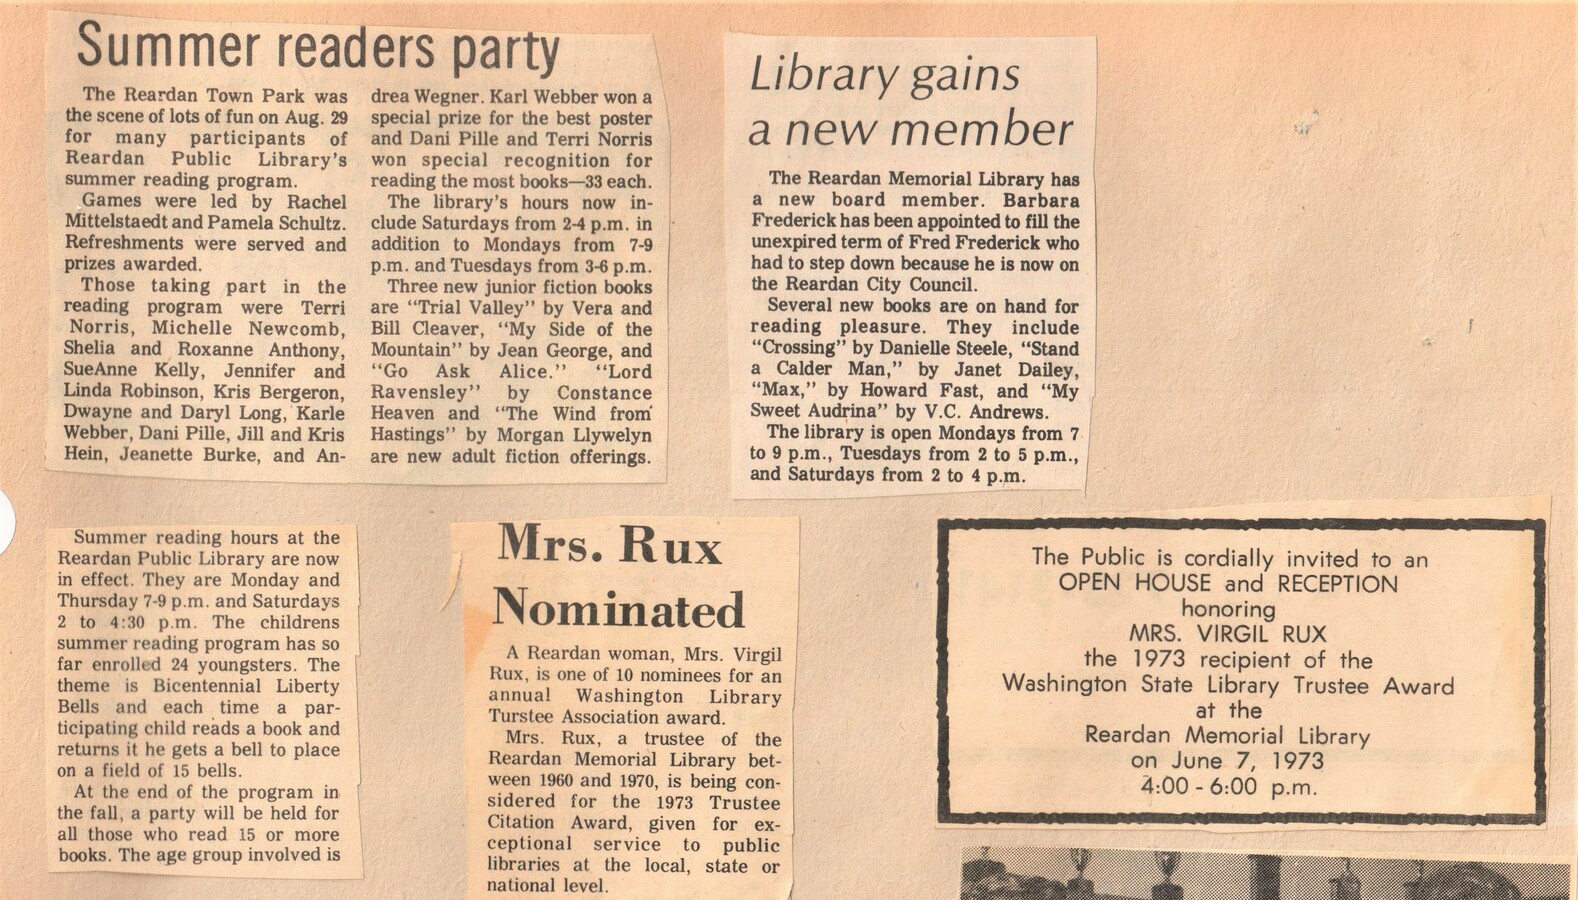 Summer readers party
The Reardan Town Park was
the scene of lots of fun on Aug. 29
for many participants of
Reardan Public Library's
summer reading program.
Games were led by Rachel
Mittelstaedt and Pamela Schultz.
Refreshments were served and
prizes awarded.
Those taking part in the
reading program were Terri
Norris, Michelle Newcomb,
Shelia and Roxanne Anthony,
SueAnne Kelly, Jennifer and
Linda Robinson, Kris Bergeron,
Dwayne and Daryl Long, Karle
Webber, Dani Pille, Jill and Kris
Hein, Jeanette Burke, and An-
drea Wegner. Karl Webber won a
special prize for the best poster
and Dani Pille and Terri Norris
won special recognition for
reading the most books—33 each.
The library's hours now in-
clude Saturdays from 2-4 p.m. in
addition to Mondays from 7-9
p.m. and Tuesdays from 3-6 p.m.
Three new junior fiction books
are "Trial Valley" by Vera and
Bill Cleaver, "My Side of the
Mountain" by Jean George, and
"Go Ask Alice." "Lord
Ravensley" by Constance
Heaven and "The Wind from
Hastings" by Morgan Llywelyn
are new adult fiction offerings.
Library gains
a new member
The Reardan Memorial Library has
a new board member. Barbara
Frederick has been appointed to fill the
unexpired term of Fred Frederick who
had to step down because he is now on
the Reardan City Council.
Several new books are on hand for
reading pleasure. They include
"Crossing" by Danielle Steele, "Stand
a Calder Man," by Janet Dailey,
"Max," by Howard Fast, and "My
Sweet Audrina" by V.C. Andrews.
The library is open Mondays from 7
to 9 p.m., Tuesdays from 2 to 5 p.m.,
and Saturdays from 2 to 4 p.m.
Summer reading hours at the
Reardan Public Library are now
in effect. They are Monday and
Thursday 7-9 p.m. and Saturdays
2 to 4:30 p.m. The childrens
summer reading program has so
far enrolled 24 youngsters. The
theme is Bicentennial Liberty
Bells and each time a par-
ticipating child reads a book and
returns it he gets a bell to place
on a field of 15 bells.
At the end of the program in
the fall, a party will be held for
all those who read 15 or more
books. The age group involved is
Mrs. Rux
Nominated
A Reardan woman, Mrs. Virgil
Rux, is one of 10 nominees for an
annual Washington Library
Turstee Association award.
Mrs. Rux, a trustee of the
Reardan Memorial Library bet-
ween 1960 and 1970, is being con-
sidered for the 1973 Trustee
Citation Award, given for ex-
ceptional service to public
libraries at the local, state or
national level.
The Public is cordially invited to an
OPEN HOUSE and RECEPTION
honoring
MRS. VIRGIL RUX
the 1973 recipient of the
Washington State Library Trustee Award
at the
Reardan Memorial Library
on June 7, 1973
4:00 - 6:00 p.m.